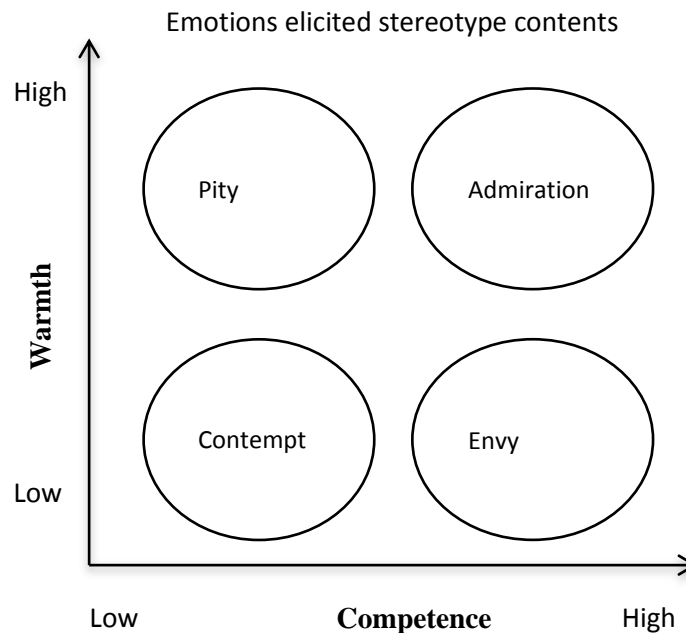 Emotions elicited stereotype contents
High
Pity
Admiration
Warmth
Contempt
Envy
Low
Low
Competence
High